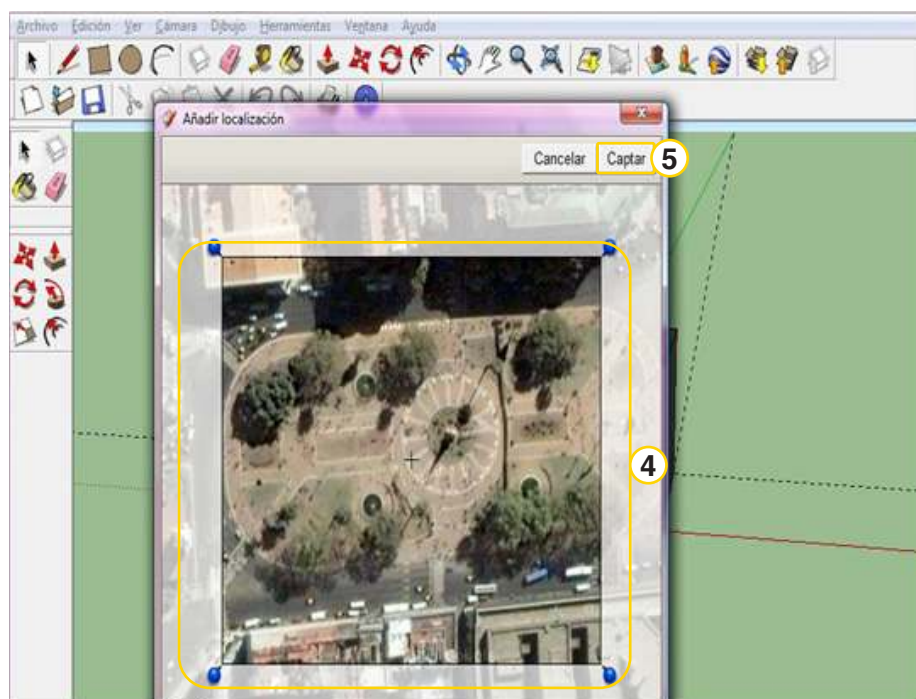 Archivo Edición Ver Cámara Dibujo Herramientas Ventana Ayuda
Añadir localización
Cancelar Captar 5
4